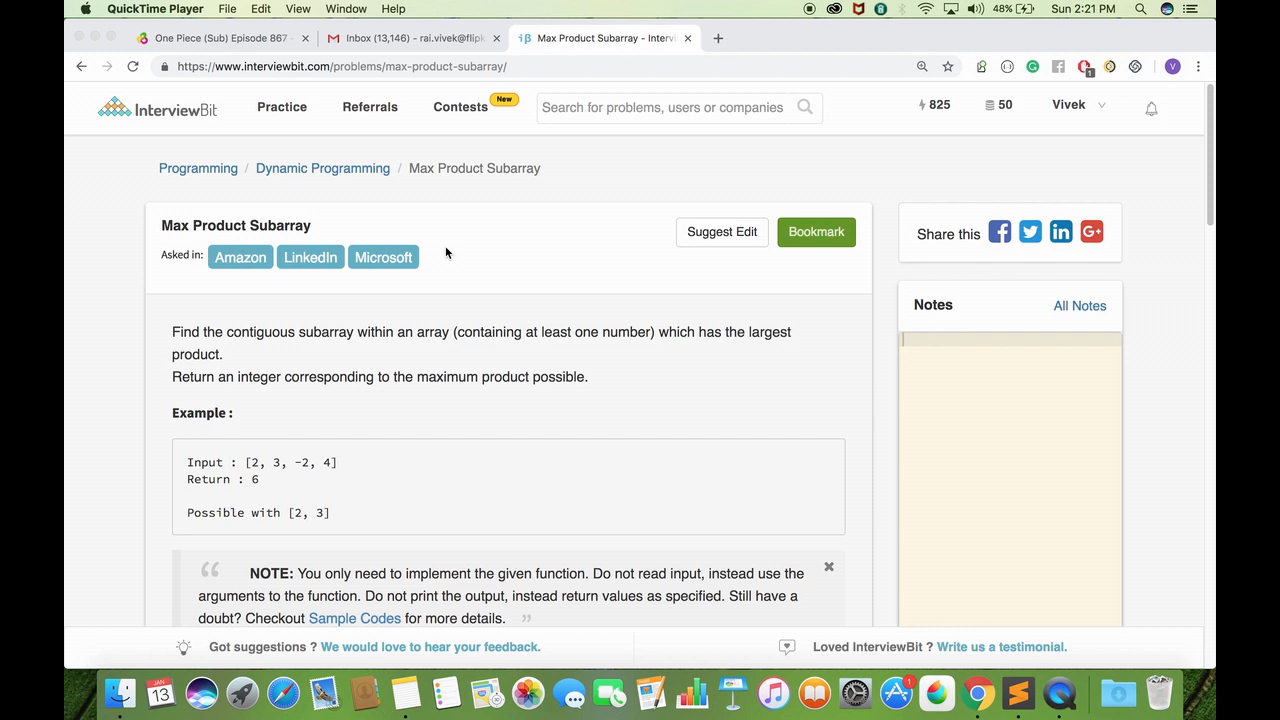 QuickTime Player File Edit View Window Help 48% Sun 2:21 PM
One Piece (Sub) Episode 867 - Inbox (13,146) - rai.vivek@flipk Max Product Subarray - Intervi
https://www.interviewbit.com/problems/max-product-subarray/
InterviewBit Practice Referrals Contests New Search for problems, users or companies 825 50 Vivek
Programming / Dynamic Programming / Max Product Subarray
Max Product Subarray Suggest Edit Bookmark
Asked in: Amazon LinkedIn Microsoft
Share this
Find the contiguous subarray within an array (containing at least one number) which has the largest
product.
Return an integer corresponding to the maximum product possible.
Example :
Input : [2, 3, -2, 4]
Return : 6
Possible with [2, 3]
NOTE: You only need to implement the given function. Do not read input, instead use the
arguments to the function. Do not print the output, instead return values as specified. Still have a
doubt? Checkout Sample Codes for more details.
Notes All Notes
Got suggestions ? We would love to hear your feedback. Loved InterviewBit ? Write us a testimonial.
JAN
13
1